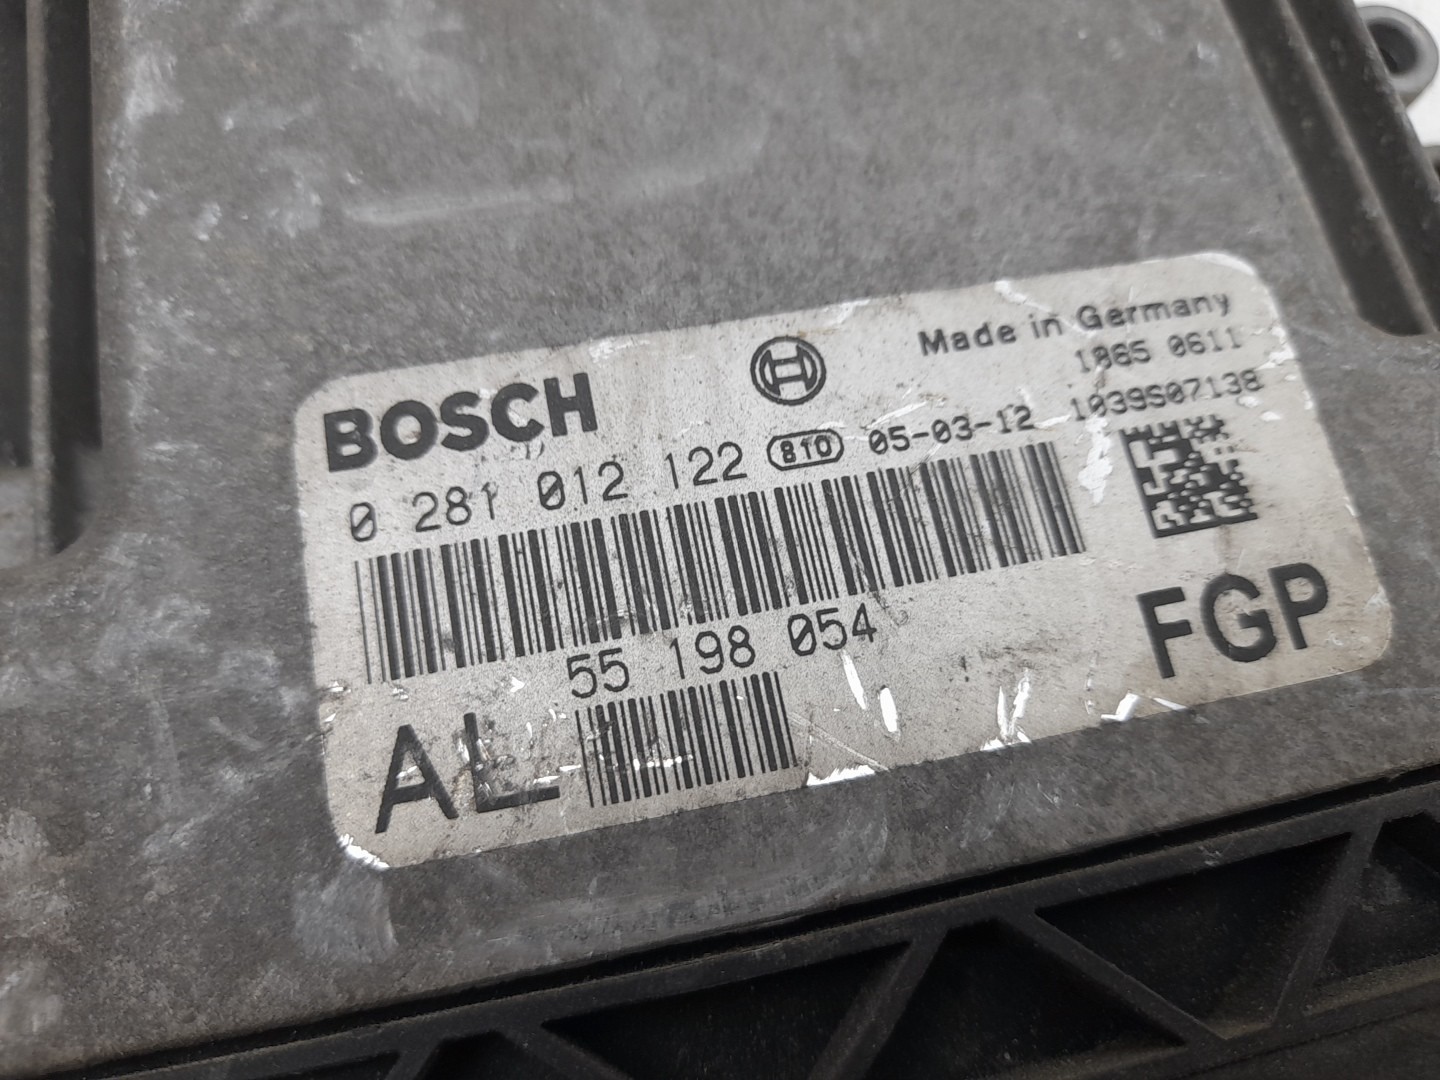 BOSCH
Made in Germany
1065 0611
0 281 012 122 810 05-03-12 1039S07138
55 198 054
FGP
AL